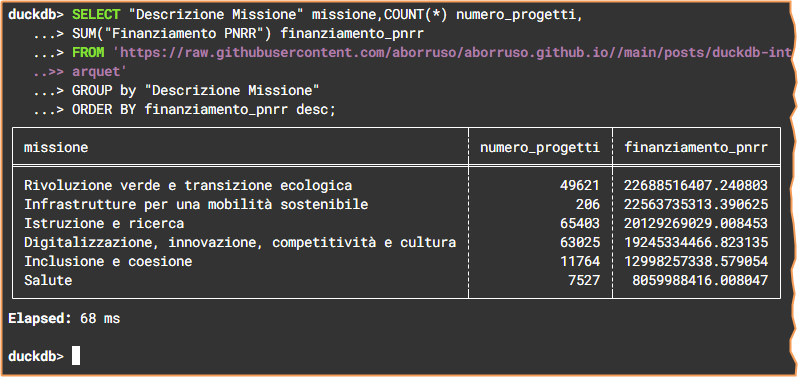 duckdb> SELECT "Descrizione Missione" missione,COUNT(*) numero_progetti,
...> SUM("Finanziamento PNRR") finanziamento_pnrr
...> FROM 'https://raw.githubusercontent.com/aborruso/aborruso.github.io//main/posts/duckdb-int
..>> arquet'
...> GROUP by "Descrizione Missione"
...> ORDER BY finanziamento_pnrr desc;
missione numero_progetti finanziamento_pnrr
Rivoluzione verde e transizione ecologica 49621 22688516407.240803
Infrastrutture per una mobilità sostenibile 206 22563735313.390625
Istruzione e ricerca 65403 20129269029.008453
Digitalizzazione, innovazione, competitività e cultura 63025 19245334466.823135
Inclusione e coesione 11764 12998257338.579054
Salute 7527 8059988416.008047
Elapsed: 68 ms
duckdb>